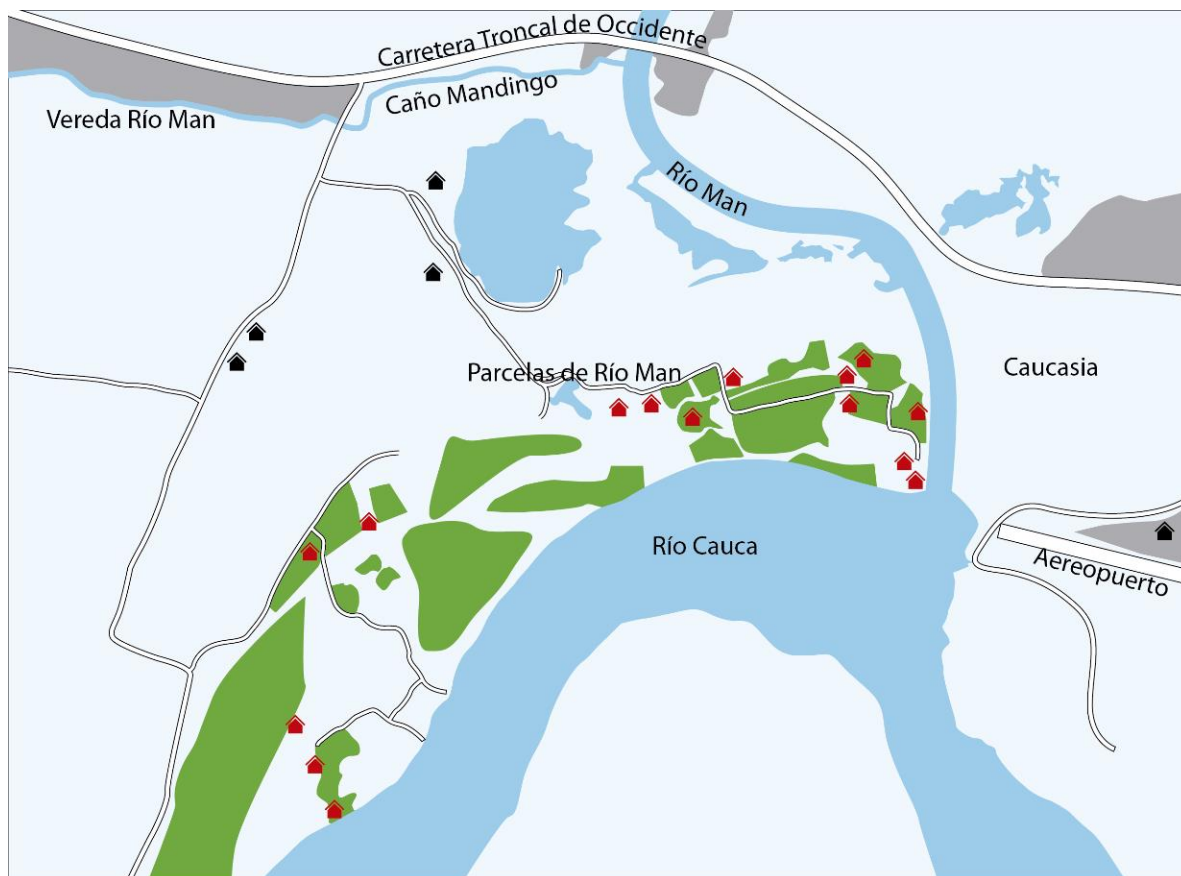 Carretera Troncal de Occidente
Caño Mandingo
Vereda Río Man
Río Man
Parcelas de Río Man
Caucasia
Río Cauca
Aereopuerto